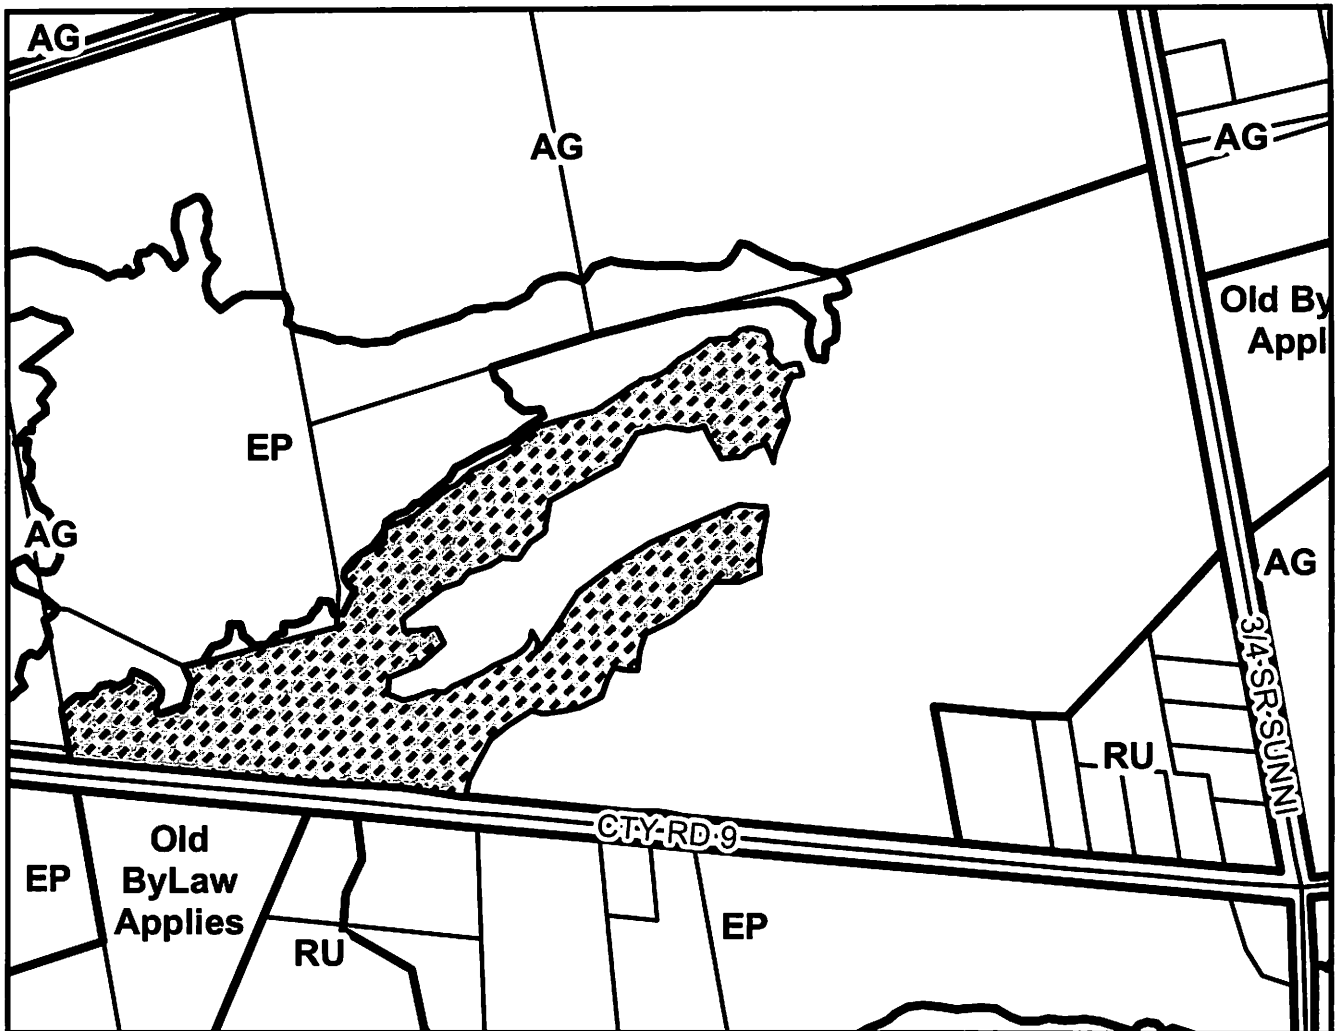 AG
AG
AG
Old By
Appl
EP
AG
AG
3/4 SR SUNNI
RU
CTY RD 9
Old
ByLaw
Applies
EP
EP
RU